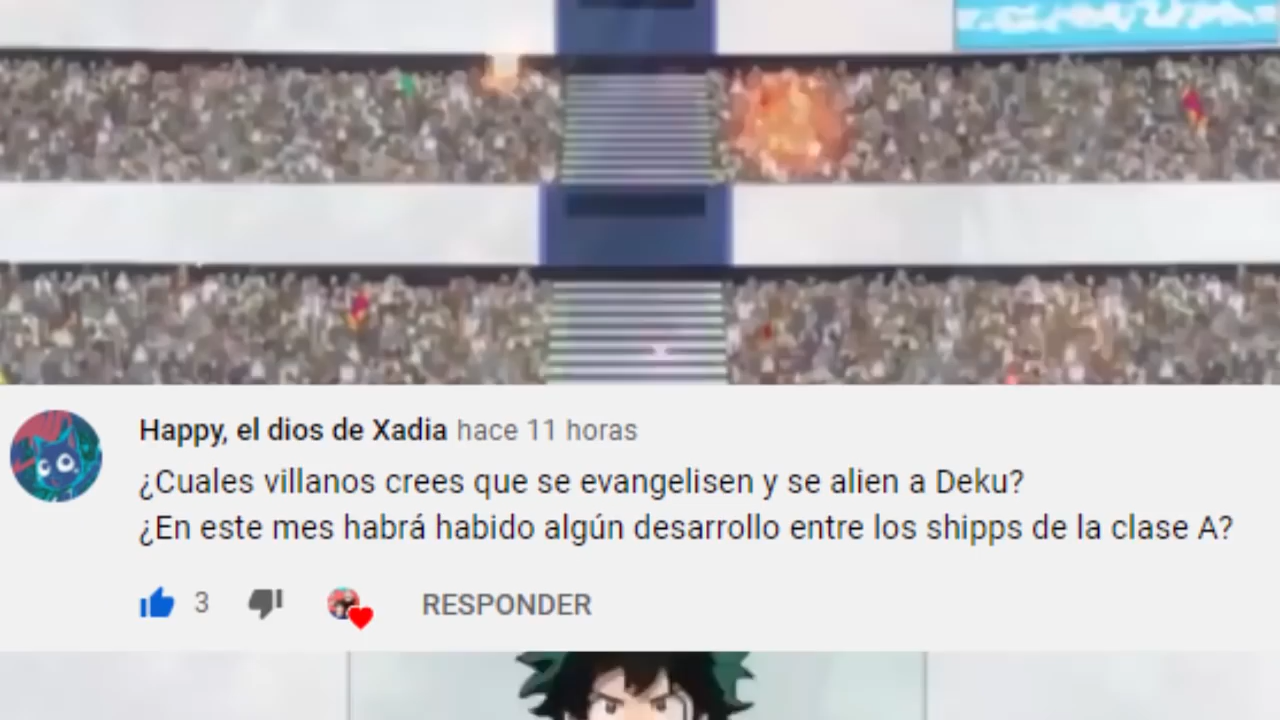 Happy, el dios de Xadia hace 11 horas
¿Cuales villanos crees que se evangelisen y se alien a Deku?
¿En este mes habrá habido algún desarrollo entre los shipps de la clase A?
3 RESPONDER